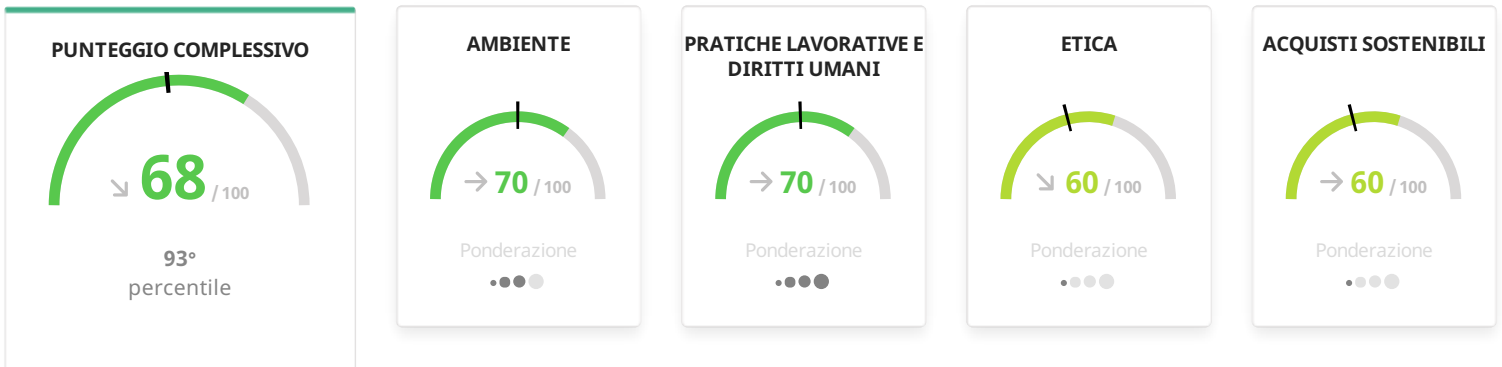 PUNTEGGIO COMPLESSIVO
68 / 100
93°
percentile
AMBIENTE
70 / 100
Ponderazione
PRATICHE LAVORATIVE E
DIRITTI UMANI
70 / 100
Ponderazione
ETICA
60 / 100
Ponderazione
ACQUISTI SOSTENIBILI
60 / 100
Ponderazione